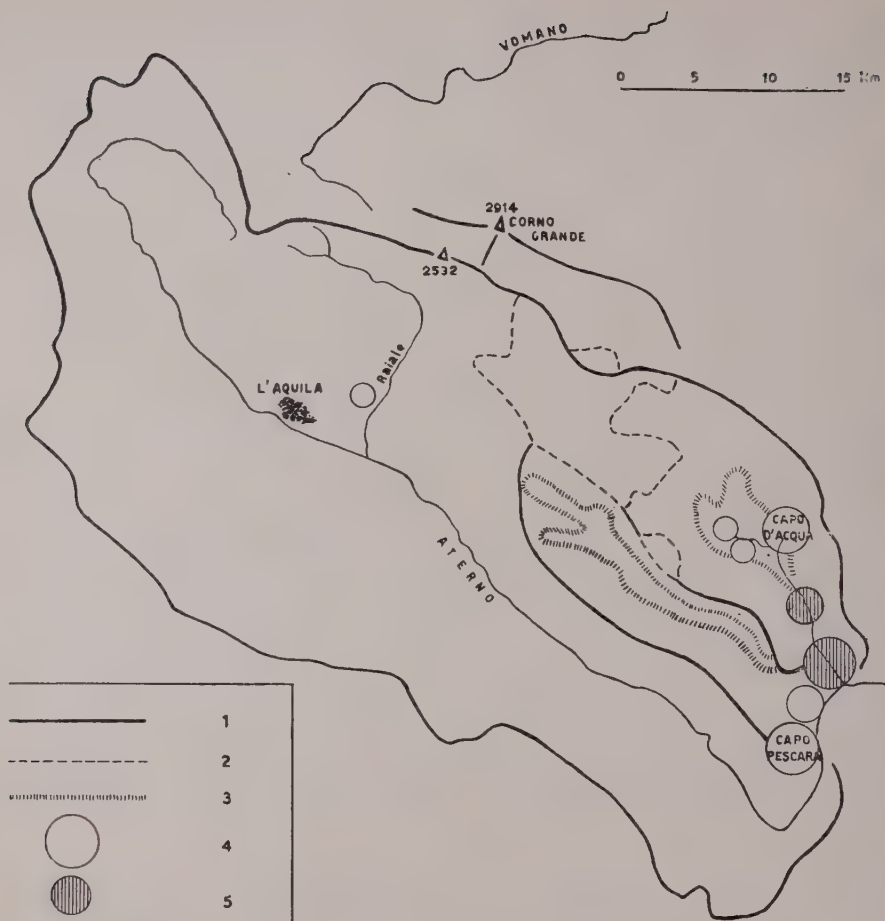 VOMANO
0 5 10 15 Km
2914
CORNO
GRANDE
2532
Raiale
L'AQUILA
CAPO
D'ACQUA
ATERNO
1
2
3
4
5
CAPO
PESCARA